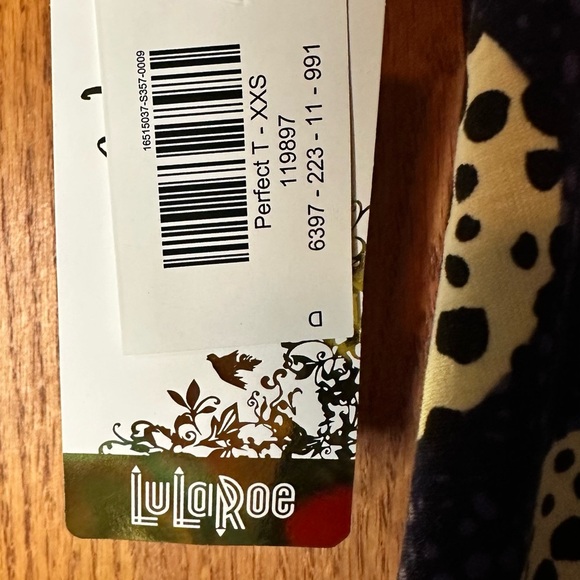 16515037-S357-0009
Perfect T - XXS
119897
6397 - 223 - 11 - 991
D
LuLaRoe